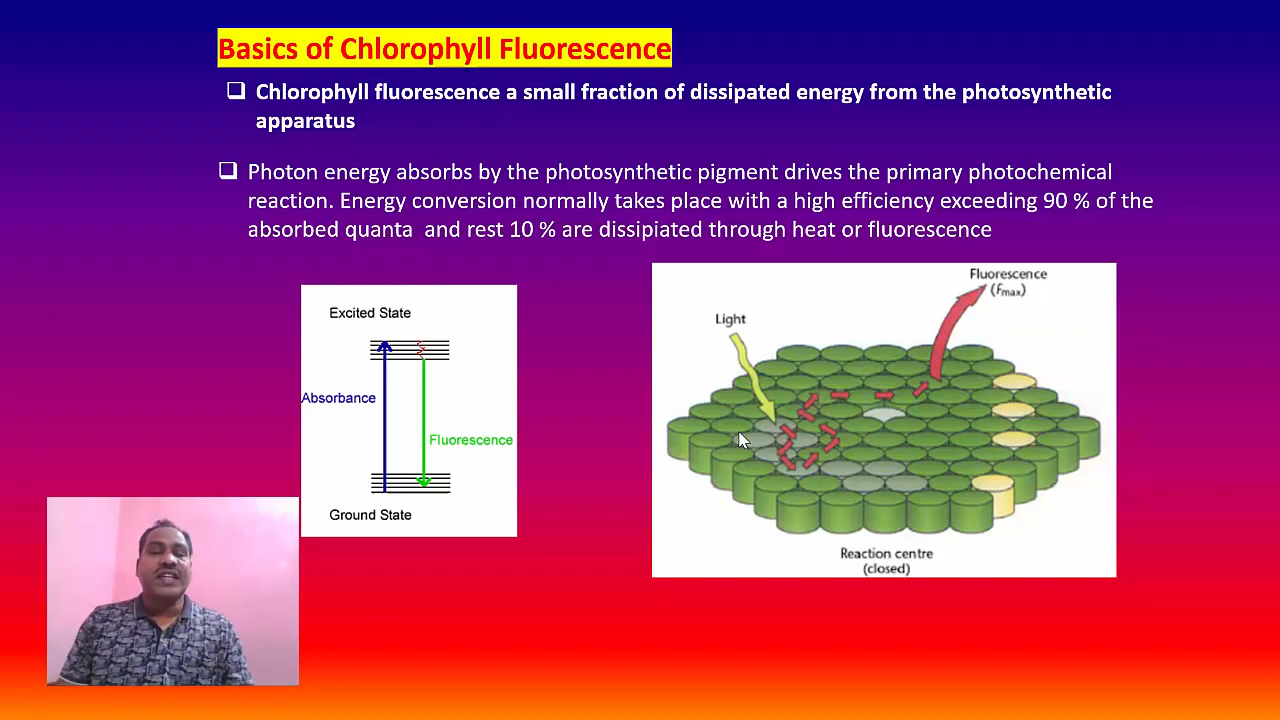 Basics of Chlorophyll Fluorescence
Chlorophyll fluorescence a small fraction of dissipated energy from the photosynthetic
apparatus
Photon energy absorbs by the photosynthetic pigment drives the primary photochemical
reaction. Energy conversion normally takes place with a high efficiency exceeding 90 % of the
absorbed quanta and rest 10 % are dissipiated through heat or fluorescence
Excited State
Absorbance
Fluorescence
Ground State
Fluorescence
(Fmax)
Light
Reaction centre
(closed)